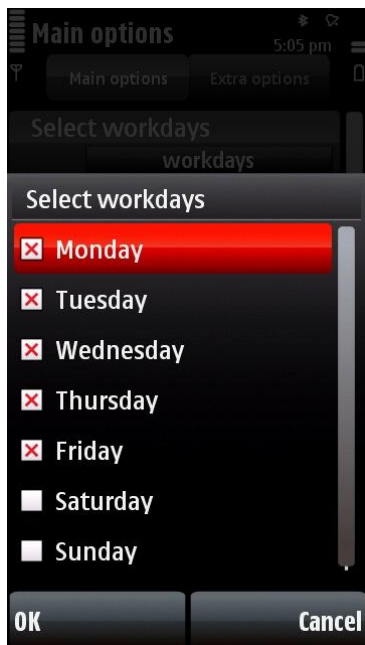 Main options
5:05 pm
Main options
Extra options
Select workdays
workdays
Select workdays
Monday
Tuesday
Wednesday
Thursday
Friday
Saturday
Sunday
OK
Cancel